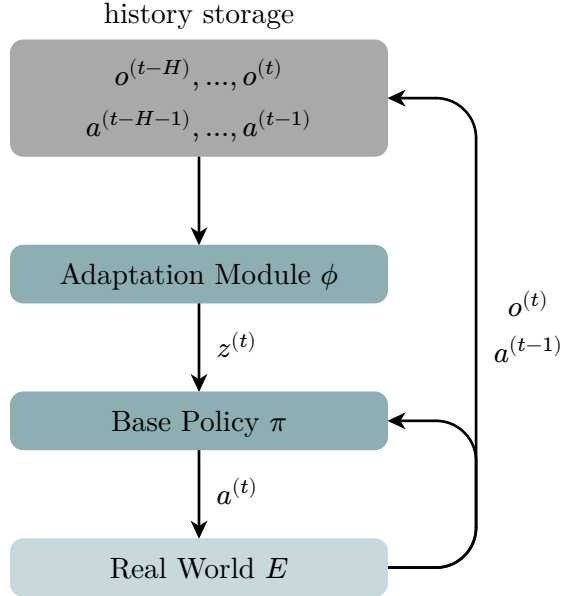 history storage
o^{(t−H)}, ..., o^{(t)}
a^{(t−H−1)}, ..., a^{(t−1)}
Adaptation Module ϕ
z^{(t)}
o^{(t)}
a^{(t−1)}
Base Policy π
a^{(t)}
Real World E